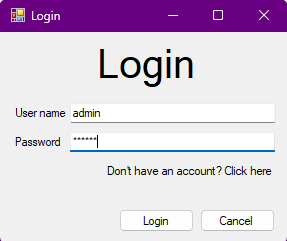 Login
Login
User name admin
Password ******
Don't have an account? Click here
Login Cancel